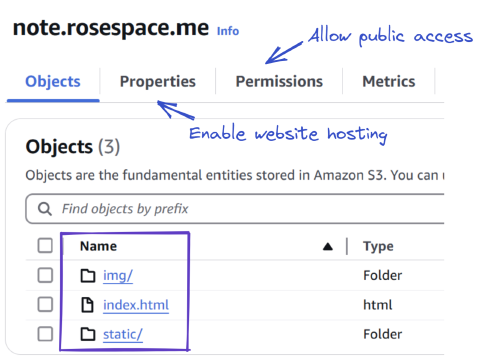 note.rosespace.me Info
Allow public access
Objects Properties Permissions Metrics
Enable website hosting
Objects (3)
Objects are the fundamental entities stored in Amazon S3. You can
Find objects by prefix
Name Type
img/ Folder
index.html html
static/ Folder